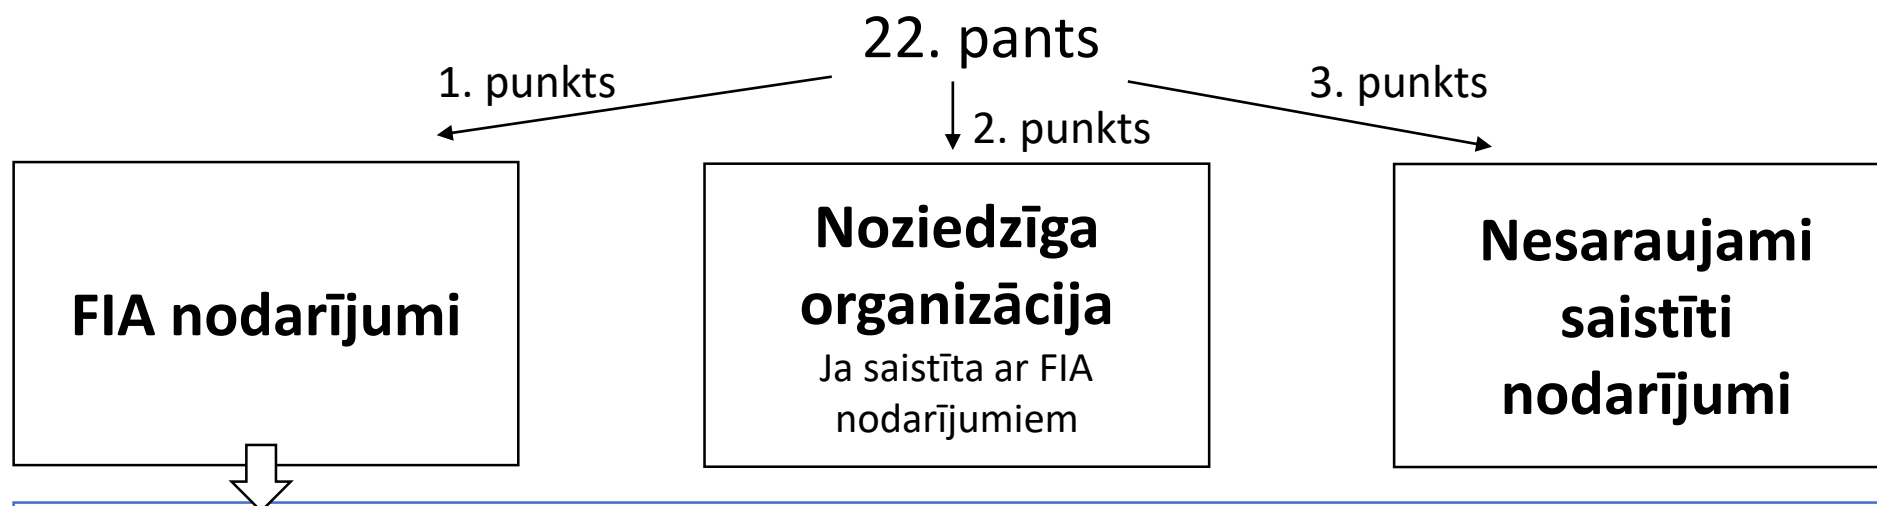 22. pants
1. punkts
2. punkts
3. punkts
FIA nodarījumi
Noziedzīga
organizācija
Ja saistīta ar FIA
nodarījumiem
Nesaraujami
saistīti
nodarījumi